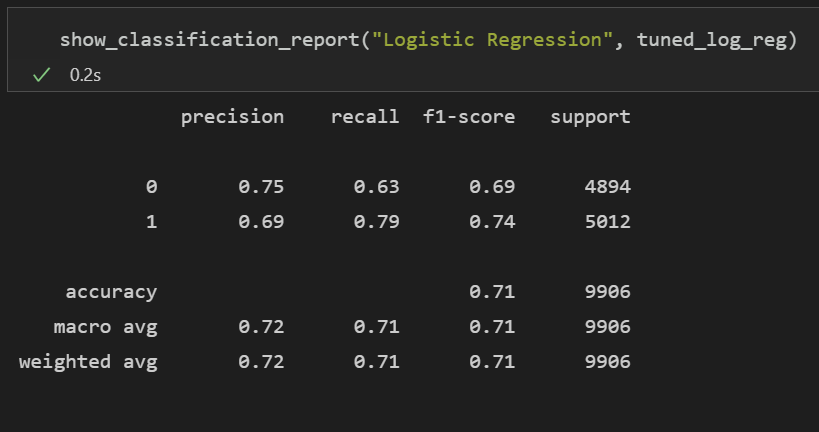 show_classification_report("Logistic Regression", tuned_log_reg)
0.2s
precision recall f1-score support
0 0.75 0.63 0.69 4894
1 0.69 0.79 0.74 5012
accuracy 0.71 9906
macro avg 0.72 0.71 0.71 9906
weighted avg 0.72 0.71 0.71 9906